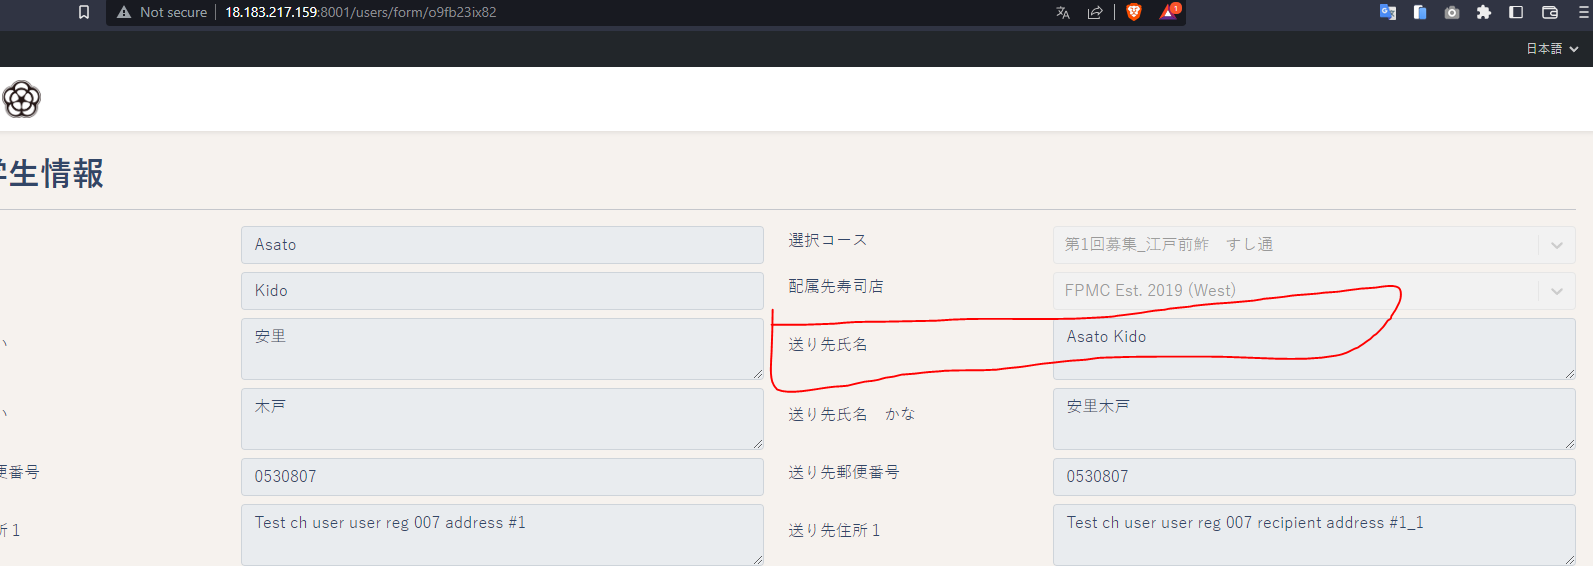 Not secure 18.183.217.159:8001/users/form/o9fb23ix82
日本語
学生情報
Asato
選択コース
第1回募集_江戸前鮓 すし通
Kido
配属先寿司店
FPMC Est. 2019 (West)
い
安里
送り先氏名
Asato Kido
い
木戸
送り先氏名 かな
安里木戸
便番号
0530807
送り先郵便番号
0530807
所１
Test ch user user reg 007 address #1
送り先住所１
Test ch user user reg 007 recipient address #1_1